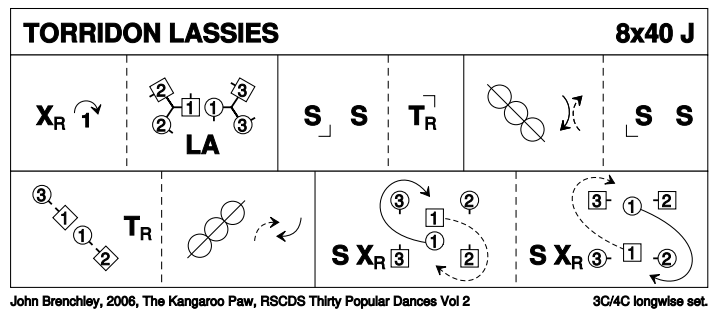 TORRIDON LASSIES 8x40 J
XR 1 2 1 1 3 2 3 LA S S TR S S
3 1 1 2 TR S XR 3 2 1 1 3 2 S XR 3 1 2 3 1 2
John Brenchley, 2006, The Kangaroo Paw, RSCDS Thirty Popular Dances Vol 2 3C/4C longwise set.